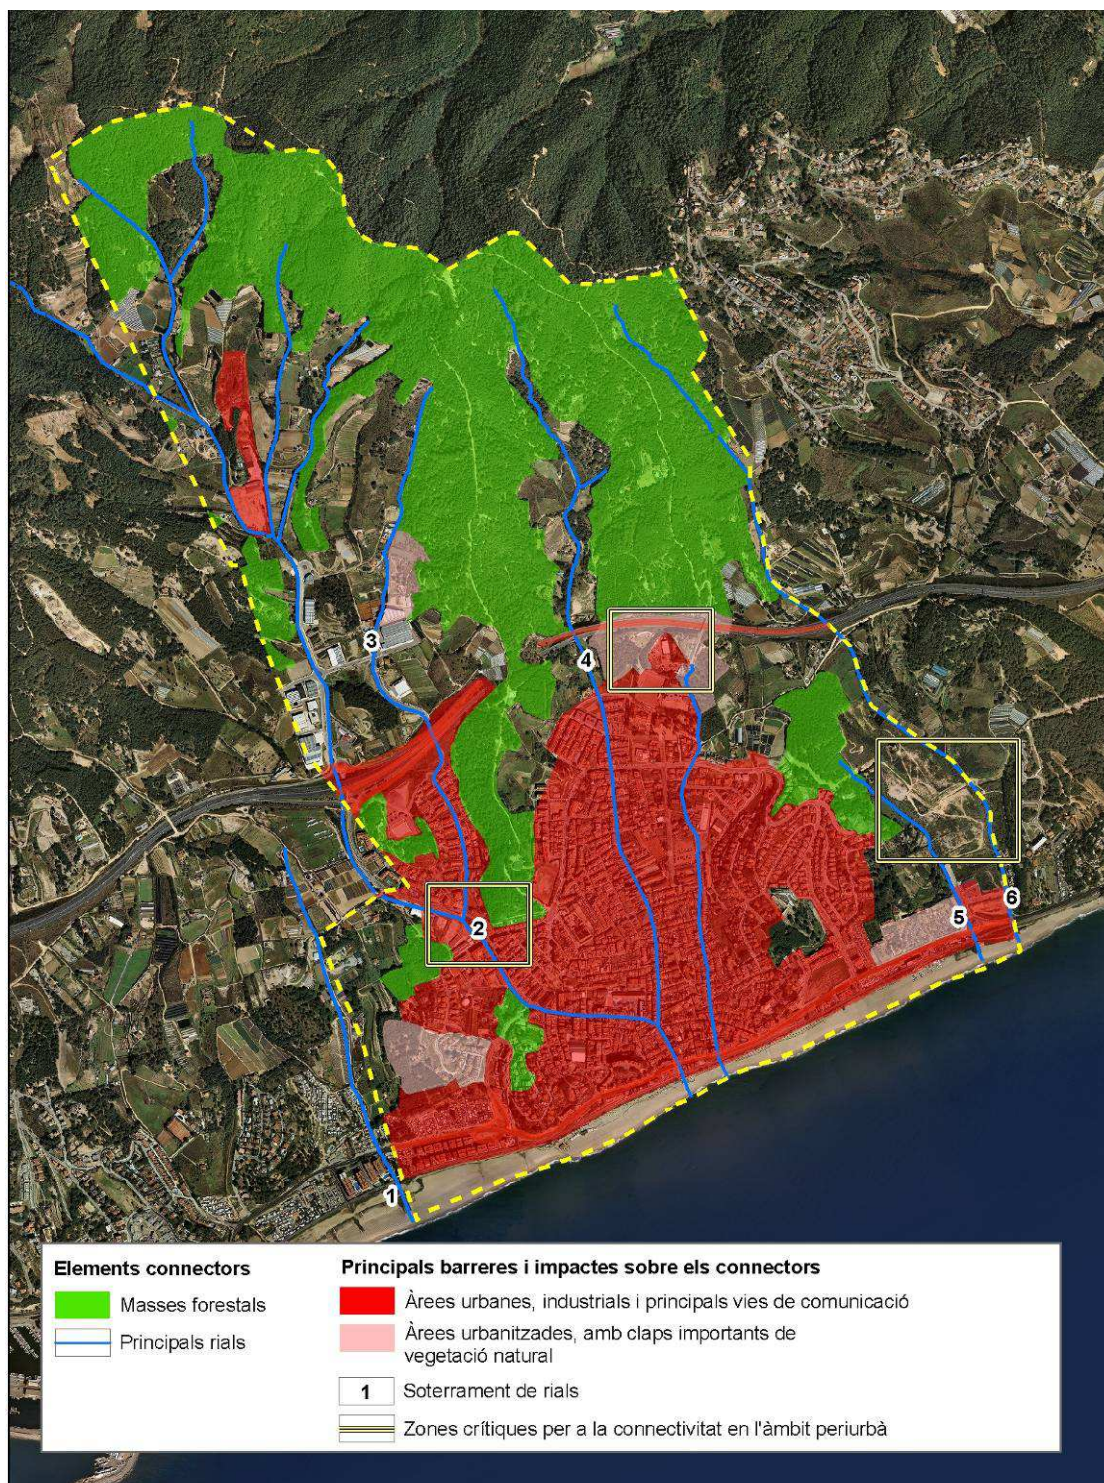 3
4
2
5
6
1
Elements connectors
Masses forestals
Principals rials
Principals barreres i impactes sobre els connectors
Àrees urbanes, industrials i principals vies de comunicació
Àrees urbanitzades, amb claps importants de
vegetació natural
1 Soterrament de rials
Zones crítiques per a la connectivitat en l'àmbit periurbà